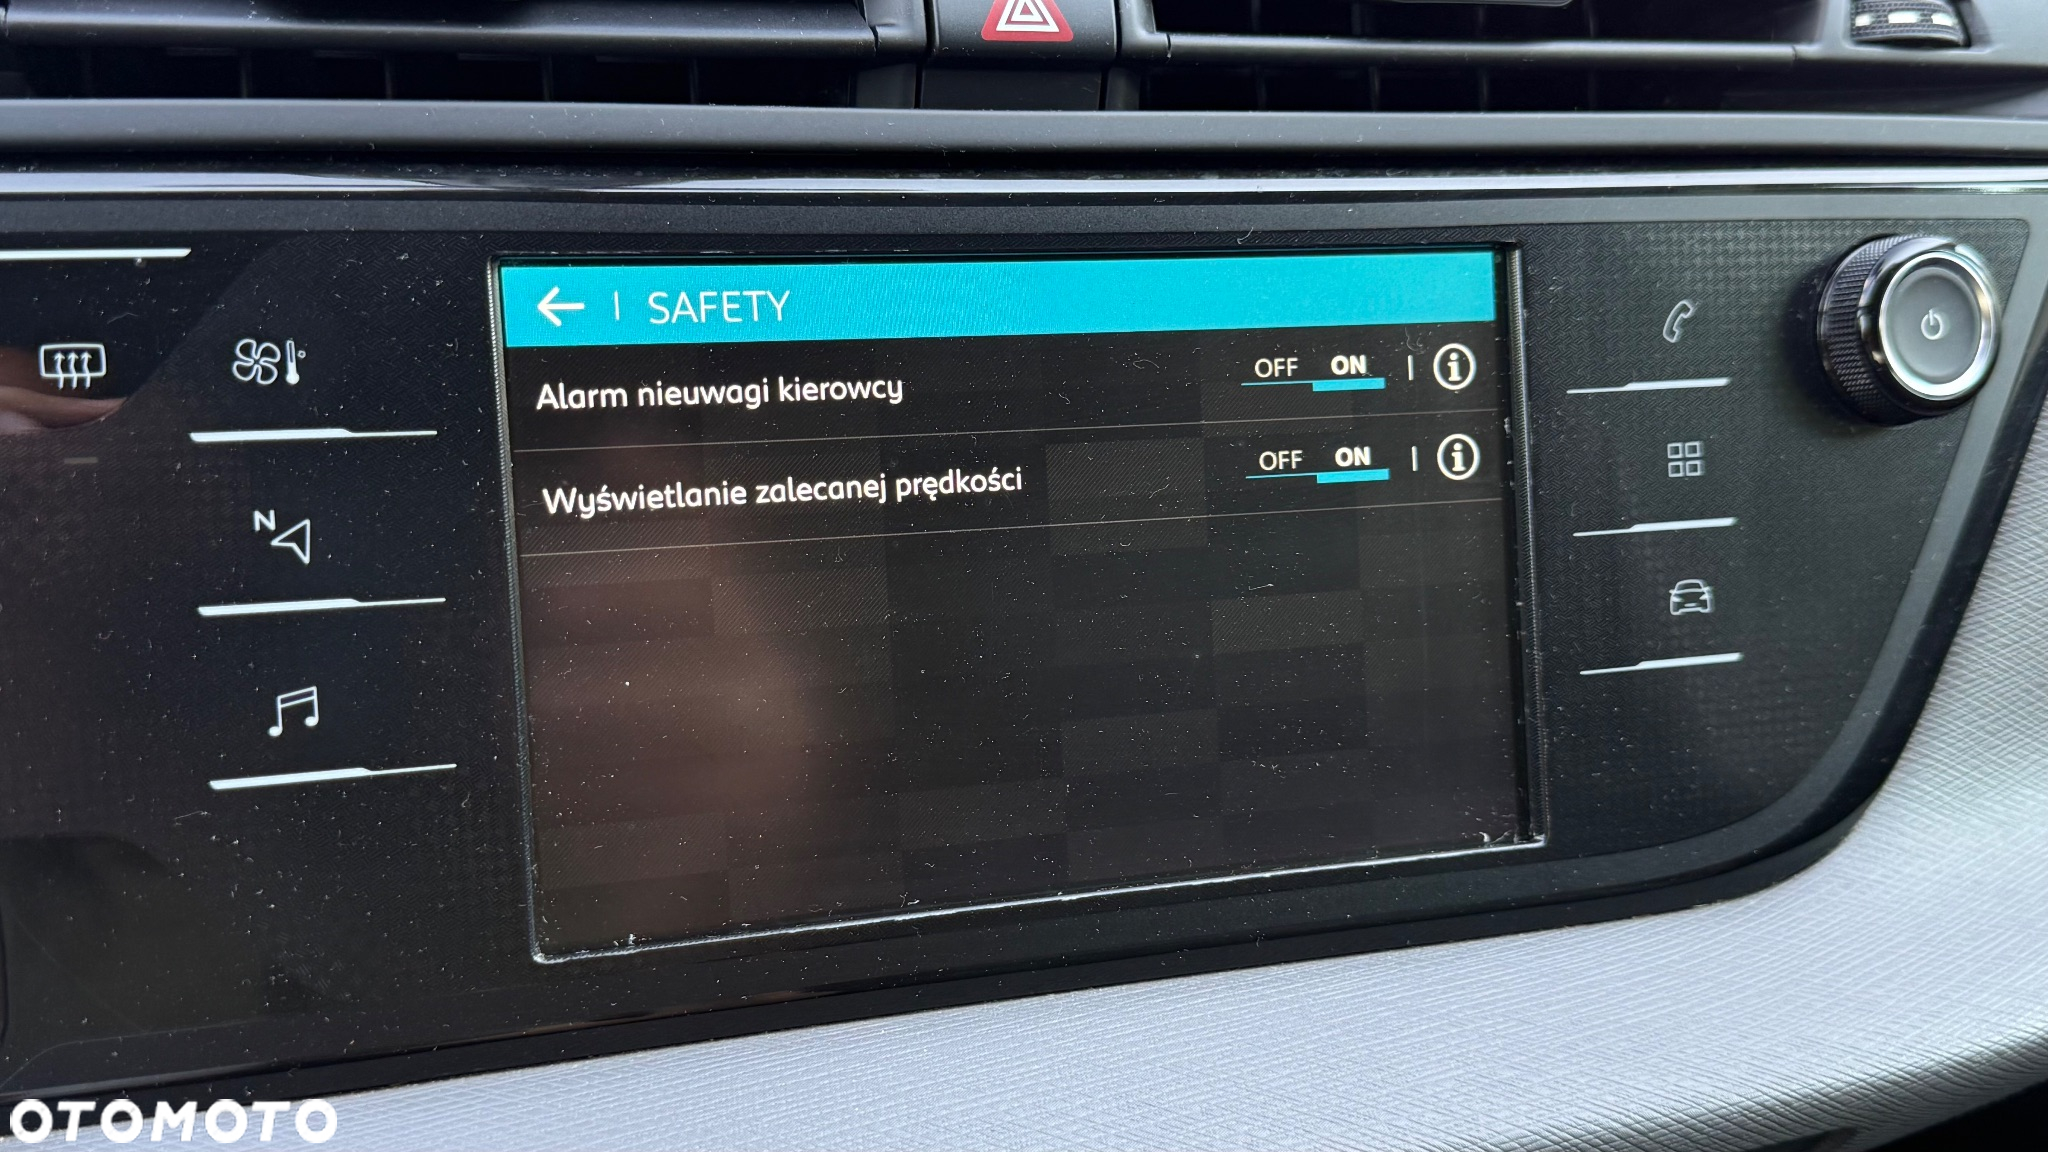 SAFETY
Alarm nieuwagi kierowcy OFF ON
Wyświetlanie zalecanej prędkości OFF ON
N
OTOMOTO